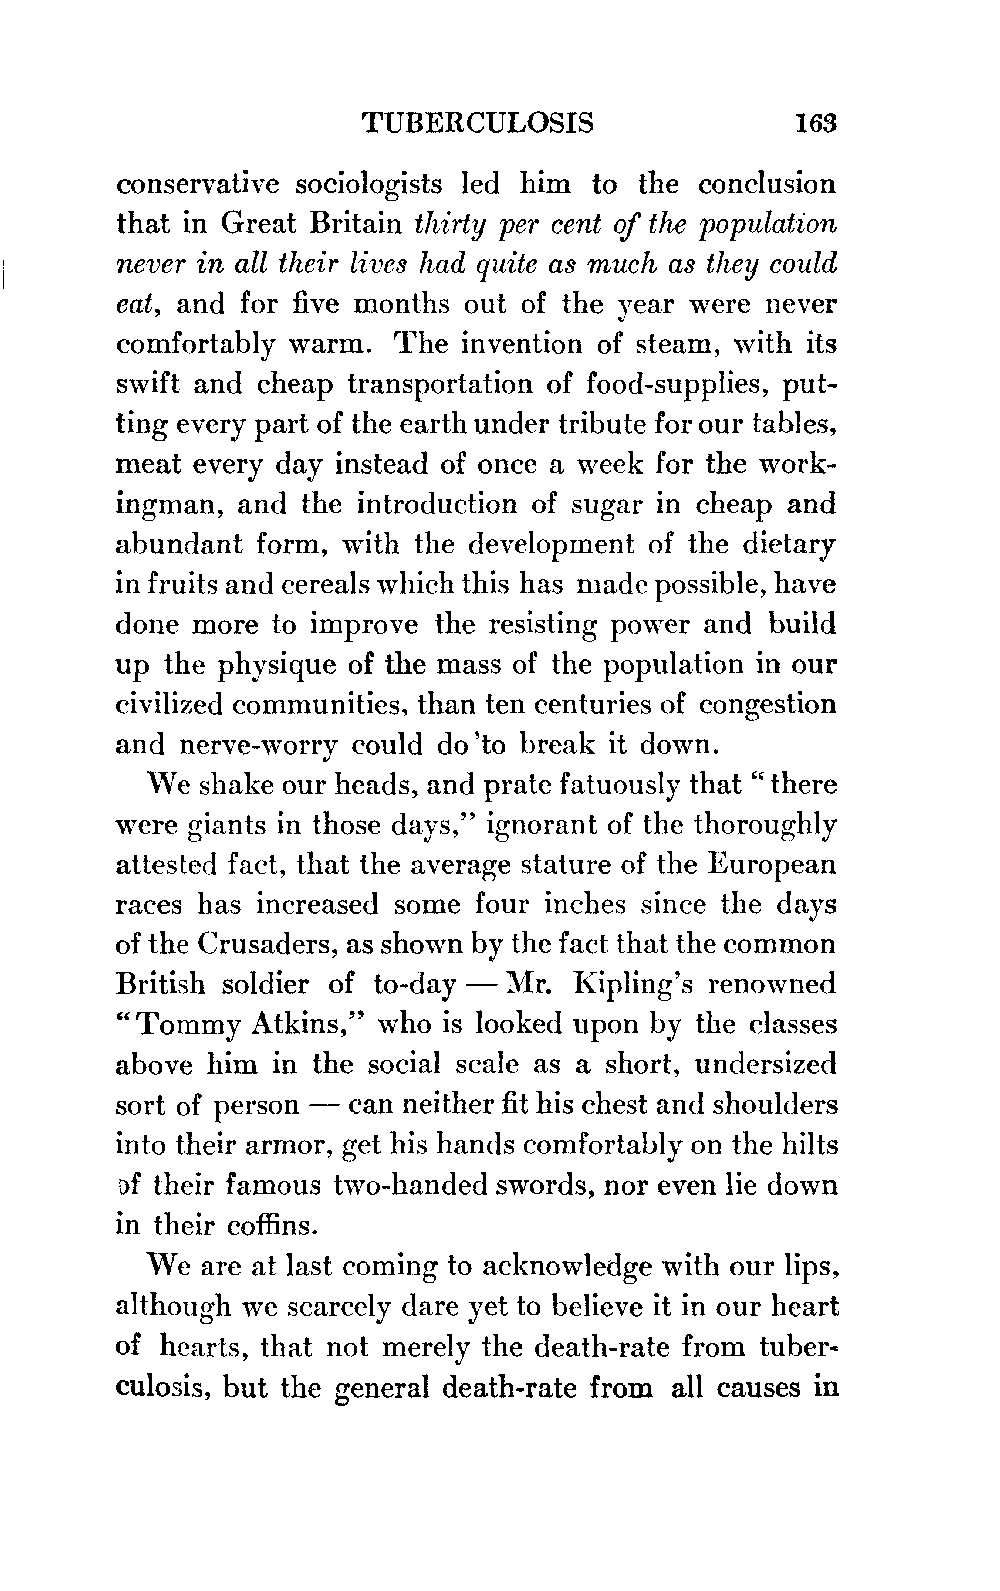 TUBERCULOSIS 163
conservative sociologists led him to the conclusion
that in Great Britain thirty per cent of the population
never in all their lives had quite as much as they could
eat, and for five months out of the year were never
comfortably warm. The invention of steam, with its
swift and cheap transportation of food-supplies, put-
ting every part of the earth under tribute for our tables,
meat every day instead of once a week for the work-
ingman, and the introduction of sugar in cheap and
abundant form, with the development of the dietary
in fruits and cereals which this has made possible, have
done more to improve the resisting power and build
up the physique of the mass of the population in our
civilized communities, than ten centuries of congestion
and nerve-worry could do 'to break it down.
We shake our heads, and prate fatuously that "there
were giants in those days," ignorant of the thoroughly
attested fact, that the average stature of the European
races has increased some four inches since the days
of the Crusaders, as shown by the fact that the common
British soldier of to-day — Mr. Kipling's renowned
"Tommy Atkins," who is looked upon by the classes
above him in the social scale as a short, undersized
sort of person — can neither fit his chest and shoulders
into their armor, get his hands comfortably on the hilts
of their famous two-handed swords, nor even lie down
in their coffins.
We are at last coming to acknowledge with our lips,
although we scarcely dare yet to believe it in our heart
of hearts, that not merely the death-rate from tuber-
culosis, but the general death-rate from all causes in